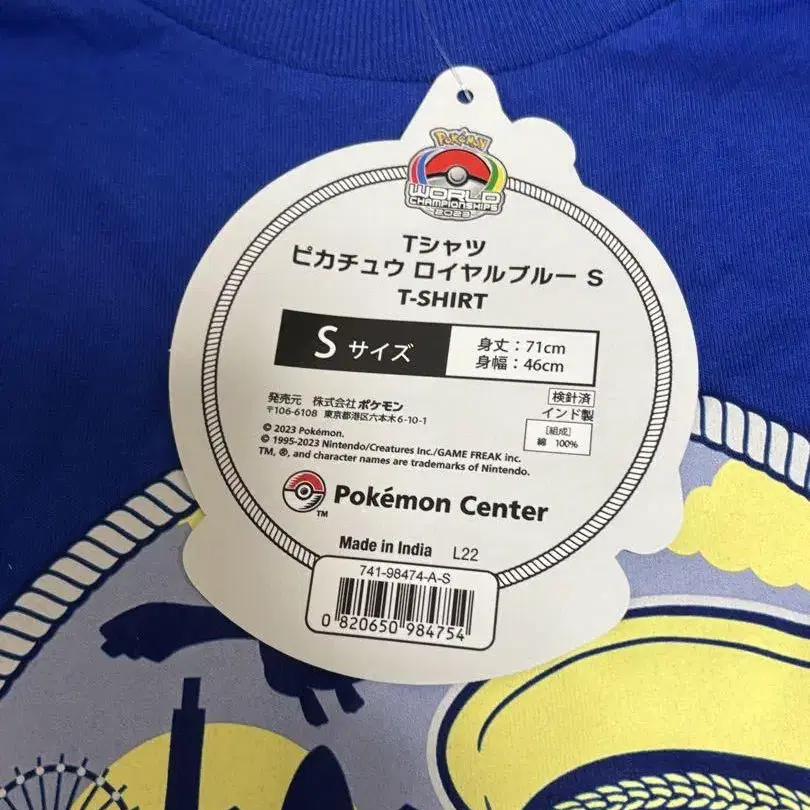 Pokémon
WORLD
CHAMPIONSHIPS
2023
Tシャツ
ピカチュウ ロイヤルブルー S
T-SHIRT
S サイズ
身丈：71cm
身幅：46cm
発売元 株式会社ポケモン
〒106-6108 東京都港区六本木6-10-1
検針済
インド製
[組成]
綿 100%
© 2023 Pokémon.
© 1995-2023 Nintendo/Creatures Inc./GAME FREAK inc.
TM, ®, and character names are trademarks of Nintendo.
Pokémon Center
TM
Made in India L22
741-98474-A-S
0 820650 984754